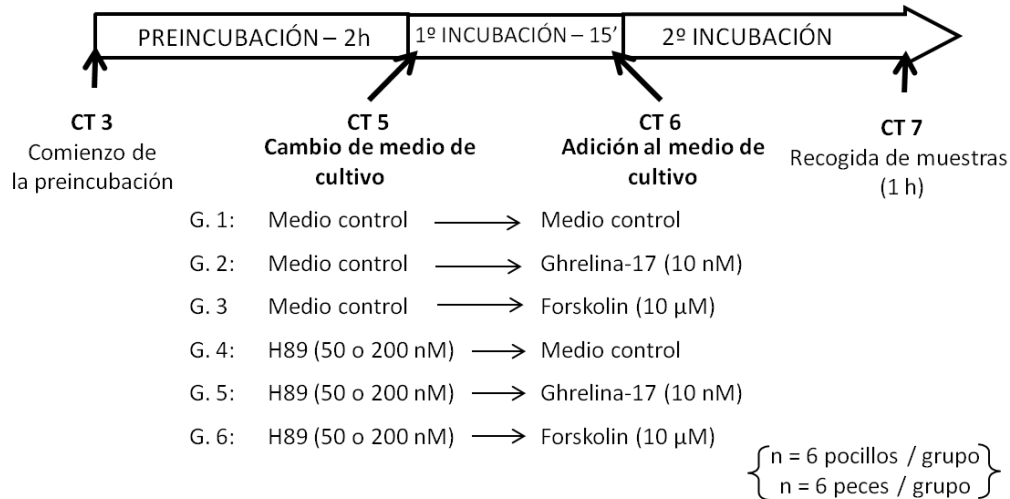 PREINCUBACIÓN – 2h
1º INCUBACIÓN – 15’
2º INCUBACIÓN
CT 3
Comienzo de
la preincubación
CT 5
Cambio de medio de
cultivo
CT 6
Adición al medio de
cultivo
CT 7
Recogida de muestras
(1 h)
G. 1: Medio control Medio control
G. 2: Medio control Ghrelina-17 (10 nM)
G. 3 Medio control Forskolin (10 µM)
G. 4: H89 (50 o 200 nM) Medio control
G. 5: H89 (50 o 200 nM) Ghrelina-17 (10 nM)
G. 6: H89 (50 o 200 nM) Forskolin (10 µM)
n = 6 pocillos / grupo
n = 6 peces / grupo